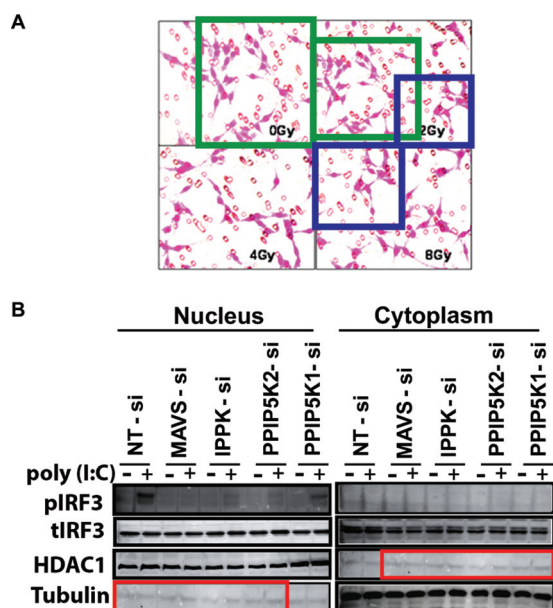 A
0Gy
2Gy
4Gy
8Gy
B
Nucleus Cytoplasm
NT - si MAVS - si IPPK - si PPIP5K2- si PPIP5K1- si NT - si MAVS - si IPPK - si PPIP5K2- si PPIP5K1- si
poly (I:C) - + - + - + - + - + - + - + - + - + - +
pIRF3
tIRF3
HDAC1
Tubulin